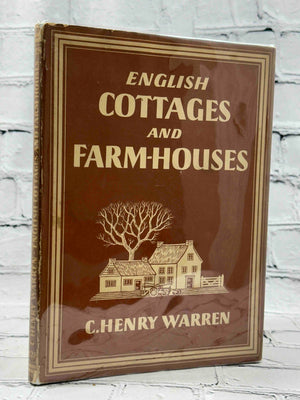 ENGLISH
COTTAGES
AND
FARM-HOUSES
C. HENRY WARREN